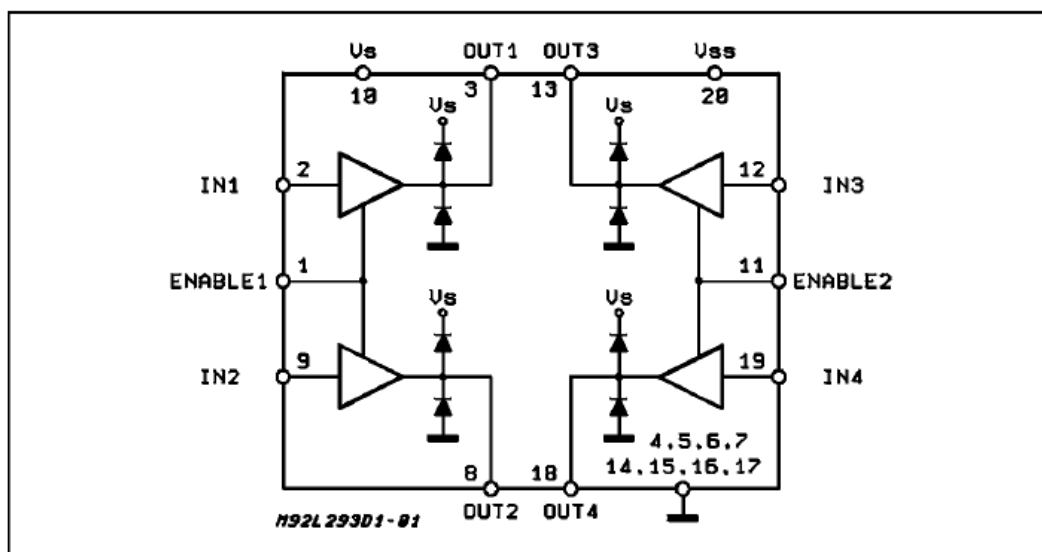 Vs OUT1 OUT3 Vss
10 3 13 20
Vs Vs
IN1 2 12 IN3
ENABLE1 1 11 ENABLE2
Vs Vs
IN2 9 19 IN4
4.5.6.7
8 18 14.15.16.17
M92L293D1-01 OUT2 OUT4